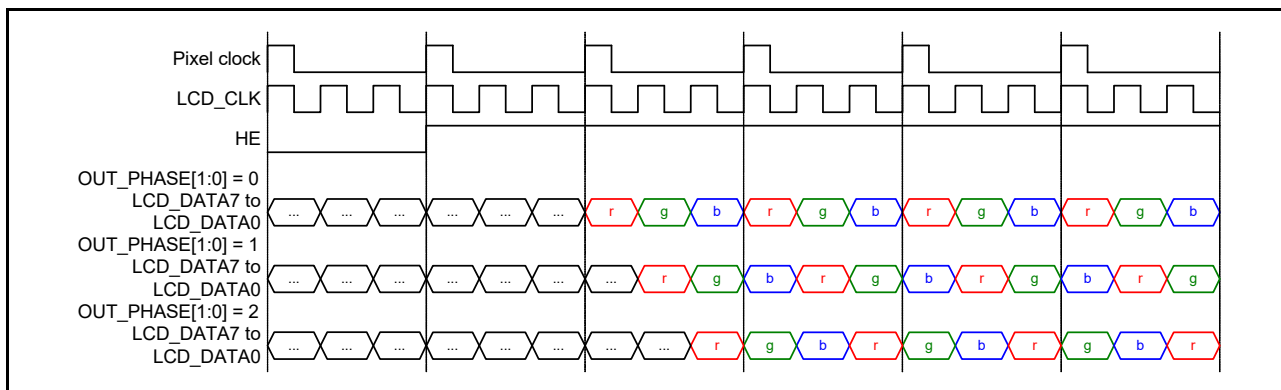 Pixel clock
LCD_CLK
HE
OUT_PHASE[1:0] = 0
LCD_DATA7 to
LCD_DATA0
... ... ... ... ... ... r g b r g b r g b r g b
OUT_PHASE[1:0] = 1
LCD_DATA7 to
LCD_DATA0
... ... ... ... ... ... ... r g b r g b r g b r g
OUT_PHASE[1:0] = 2
LCD_DATA7 to
LCD_DATA0
... ... ... ... ... ... ... ... r g b r g b r g b r